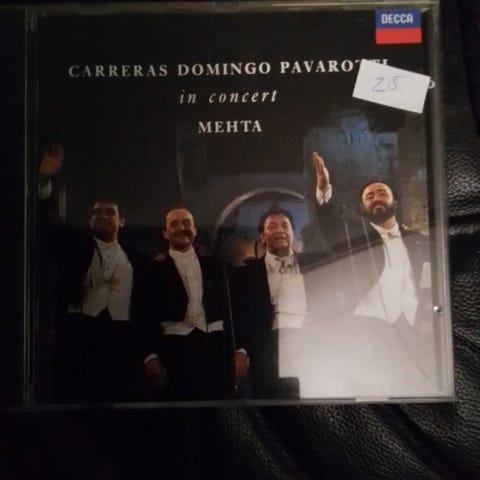 DECCA
CARRERAS DOMINGO PAVAROTTI
in concert
MEHTA
25